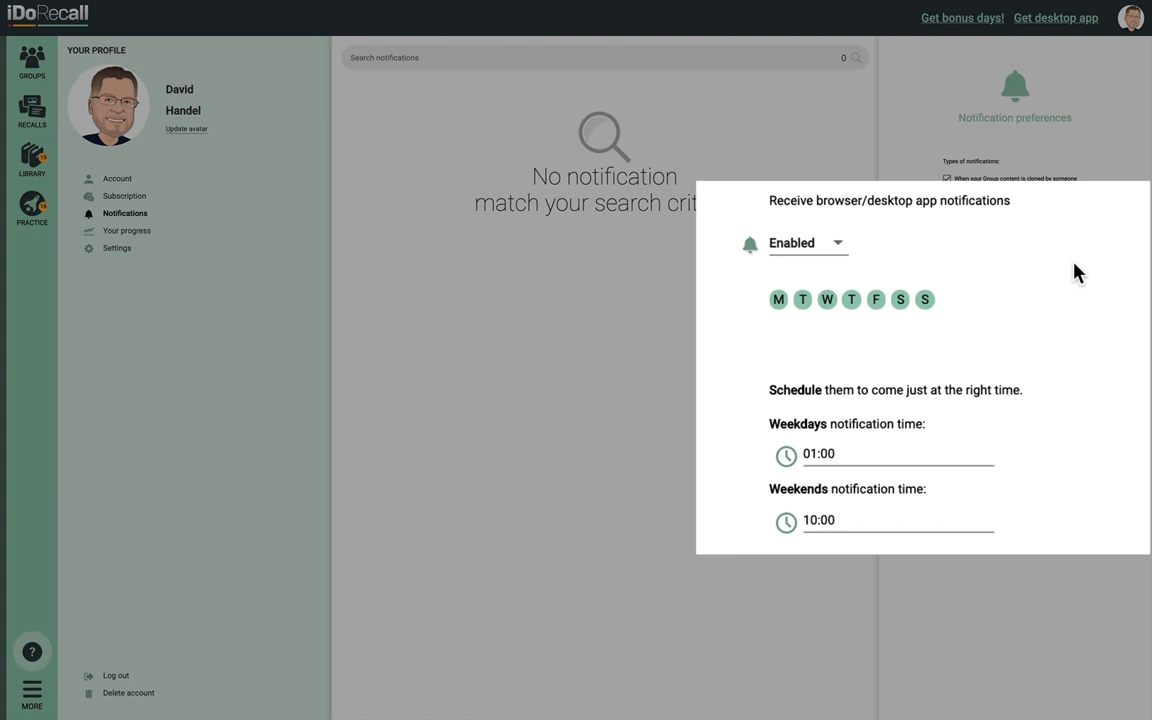 iDoRecall
Get bonus days!
Get desktop app
GROUPS
RECALLS
19
LIBRARY
16
PRACTICE
?
MORE
YOUR PROFILE
David
Handel
Update avatar
Account
Subscription
Notifications
Your progress
Settings
Log out
Delete account
Search notifications
0
No notification
match your search crit
Notification preferences
Types of notifications:
When your Group content is cloned by someone
Receive browser/desktop app notifications
Enabled
M T W T F S S
Schedule them to come just at the right time.
Weekdays notification time:
01:00
Weekends notification time:
10:00